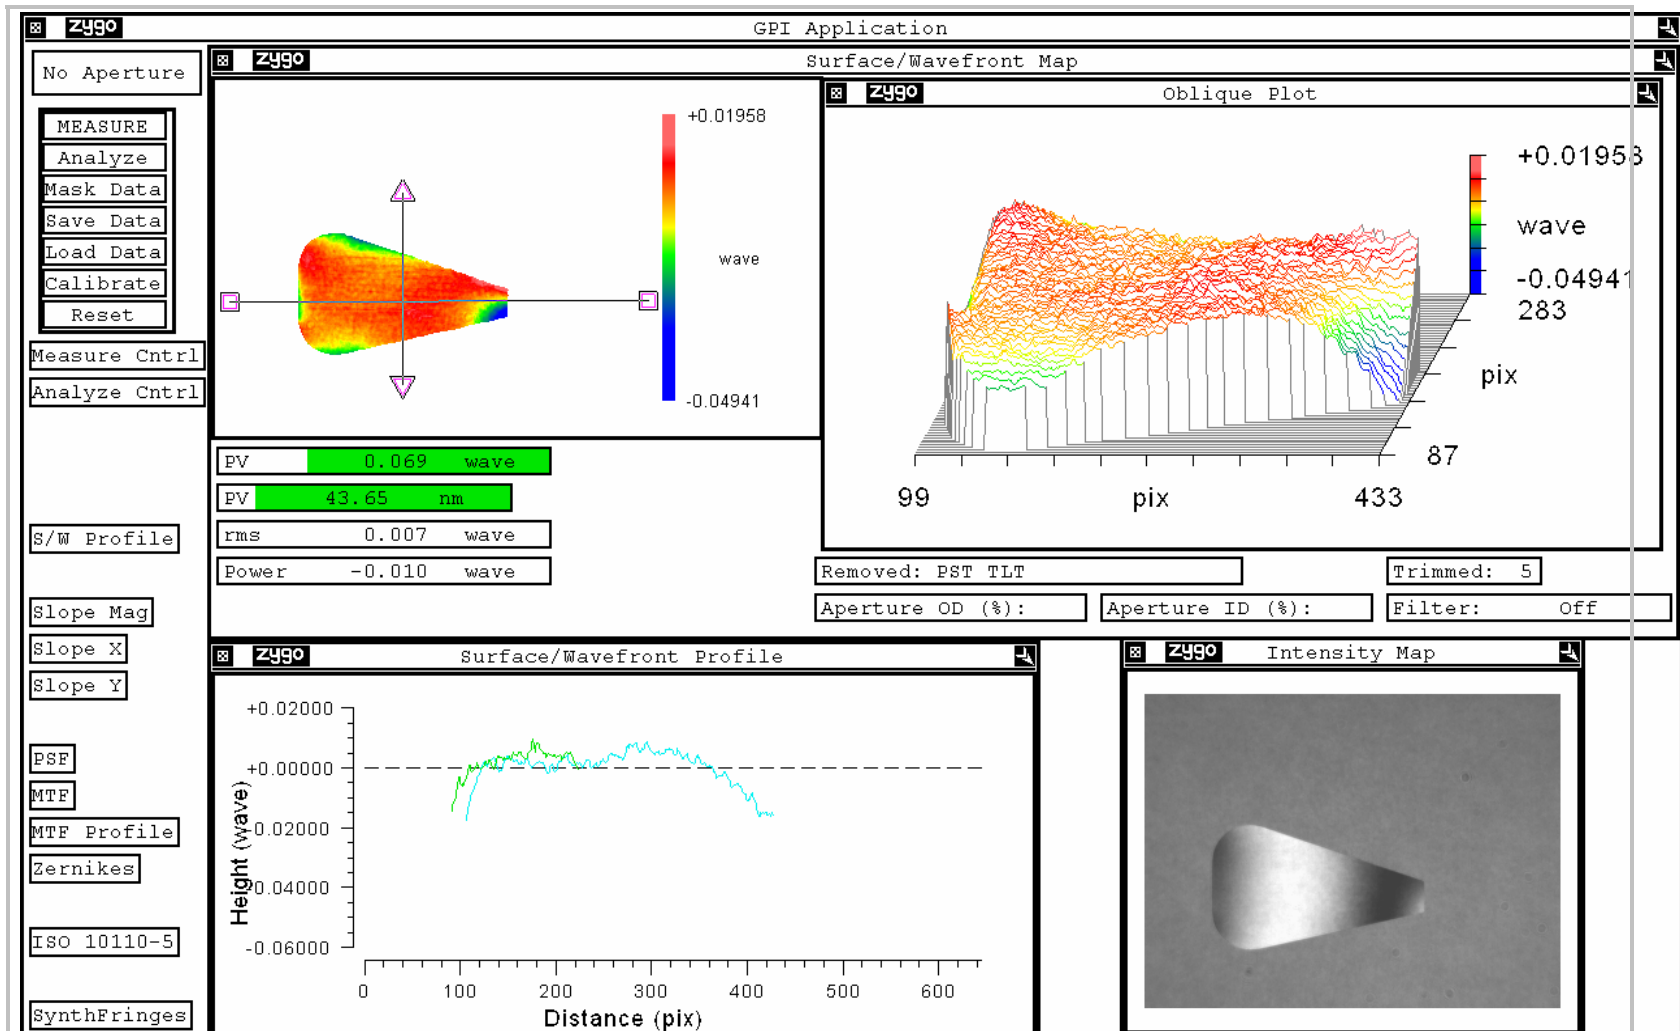 zygo GPI Application
No Aperture
MEASURE
Analyze
Mask Data
Save Data
Load Data
Calibrate
Reset
Measure Cntrl
Analyze Cntrl
S/W Profile
Slope Mag
Slope X
Slope Y
PSF
MTF
MTF Profile
Zernikes
ISO 10110-5
SynthFringes
zygo Surface/Wavefront Map
+0.01958
wave
-0.04941
PV 0.069 wave
PV 43.65 nm
rms 0.007 wave
Power -0.010 wave
zygo Oblique Plot
+0.01958
wave
-0.04941
283
pix
87
99 pix 433
Removed: PST TLT
Trimmed: 5
Aperture OD (%):
Aperture ID (%):
Filter: Off
zygo Surface/Wavefront Profile
+0.02000
+0.00000
-0.02000
-0.04000
-0.06000
Height (wave)
0 100 200 300 400 500 600
Distance (pix)
zygo Intensity Map